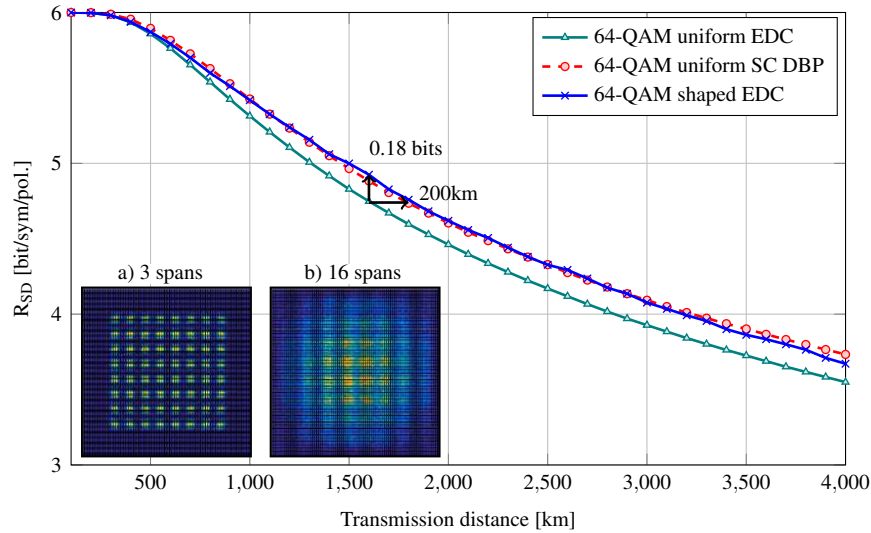 6
5
4
3
R_SD [bit/sym/pol.]
64-QAM uniform EDC
64-QAM uniform SC DBP
64-QAM shaped EDC
0.18 bits
200km
a) 3 spans
b) 16 spans
500 1,000 1,500 2,000 2,500 3,000 3,500 4,000
Transmission distance [km]